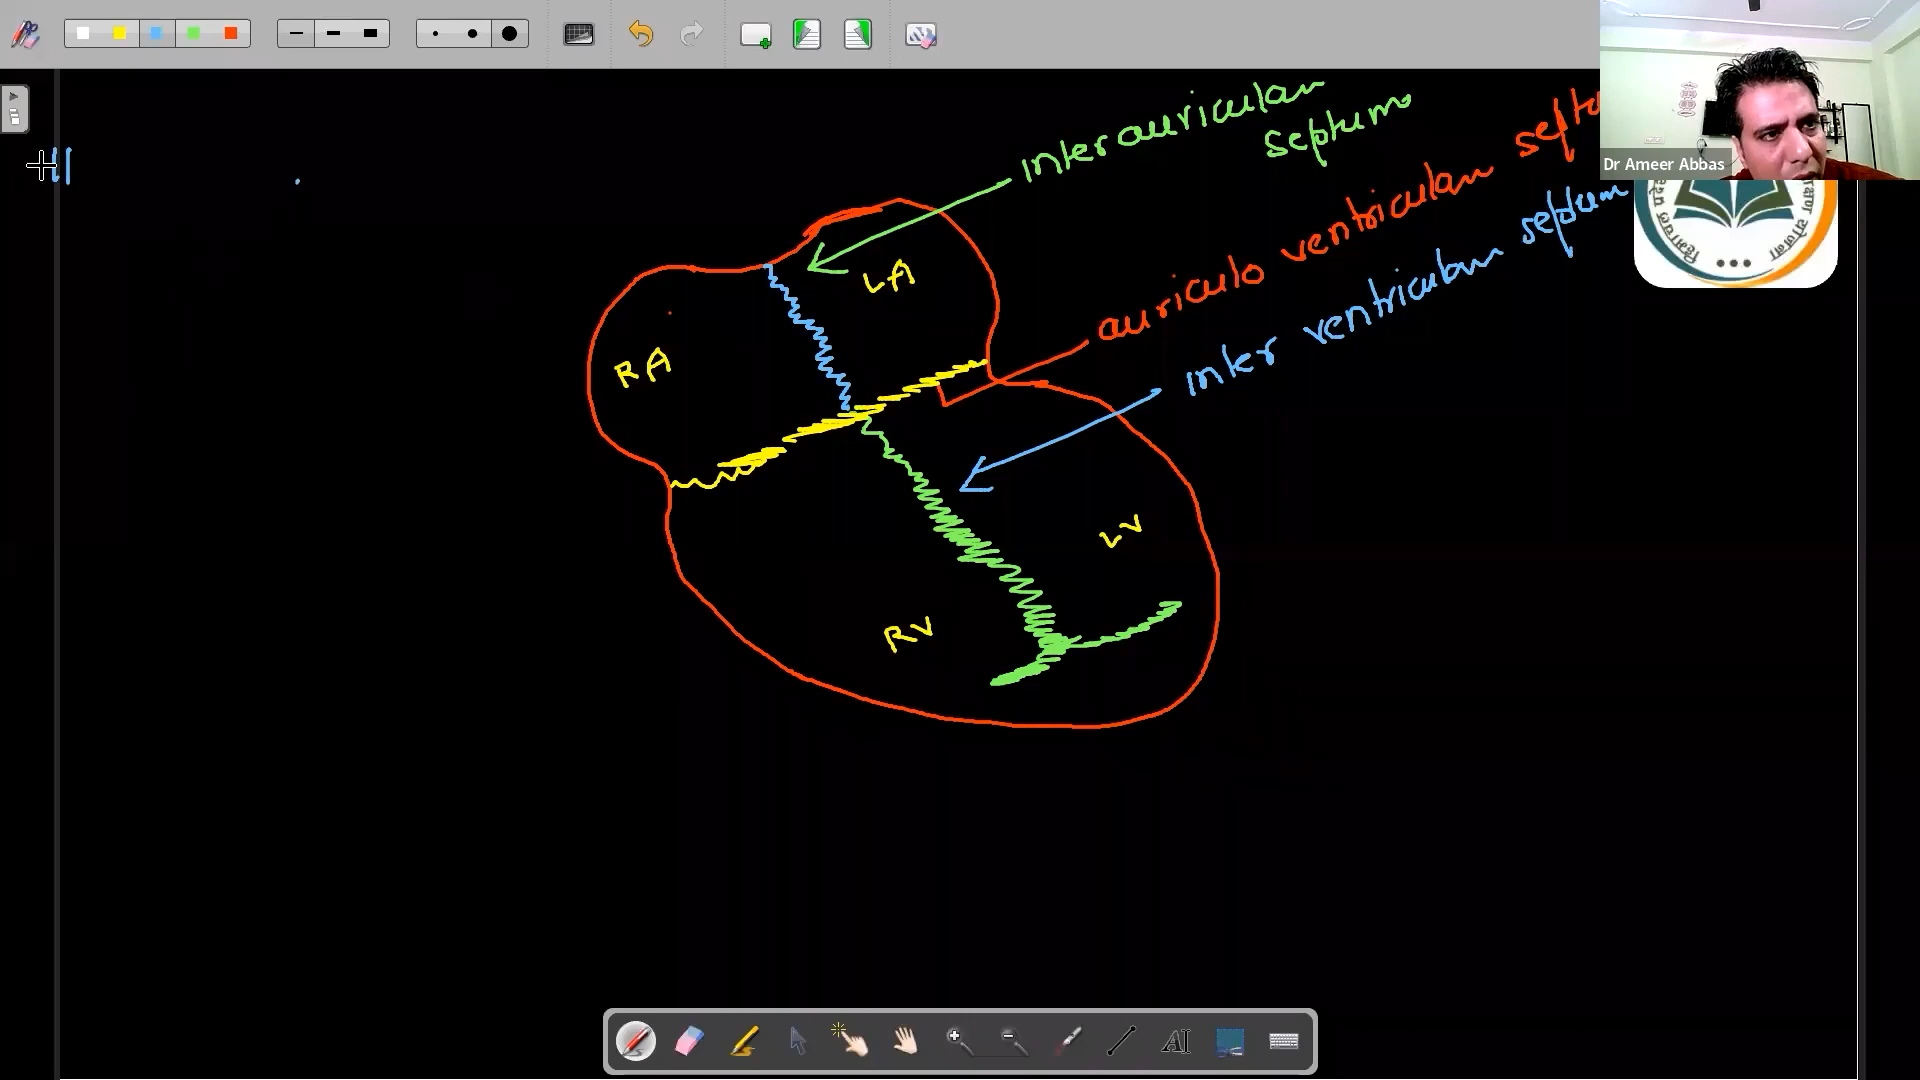 inter auricular
septum
auriculo ventricular
inter ventricular septum
Dr Ameer Abbas
LA
RA
LV
RV